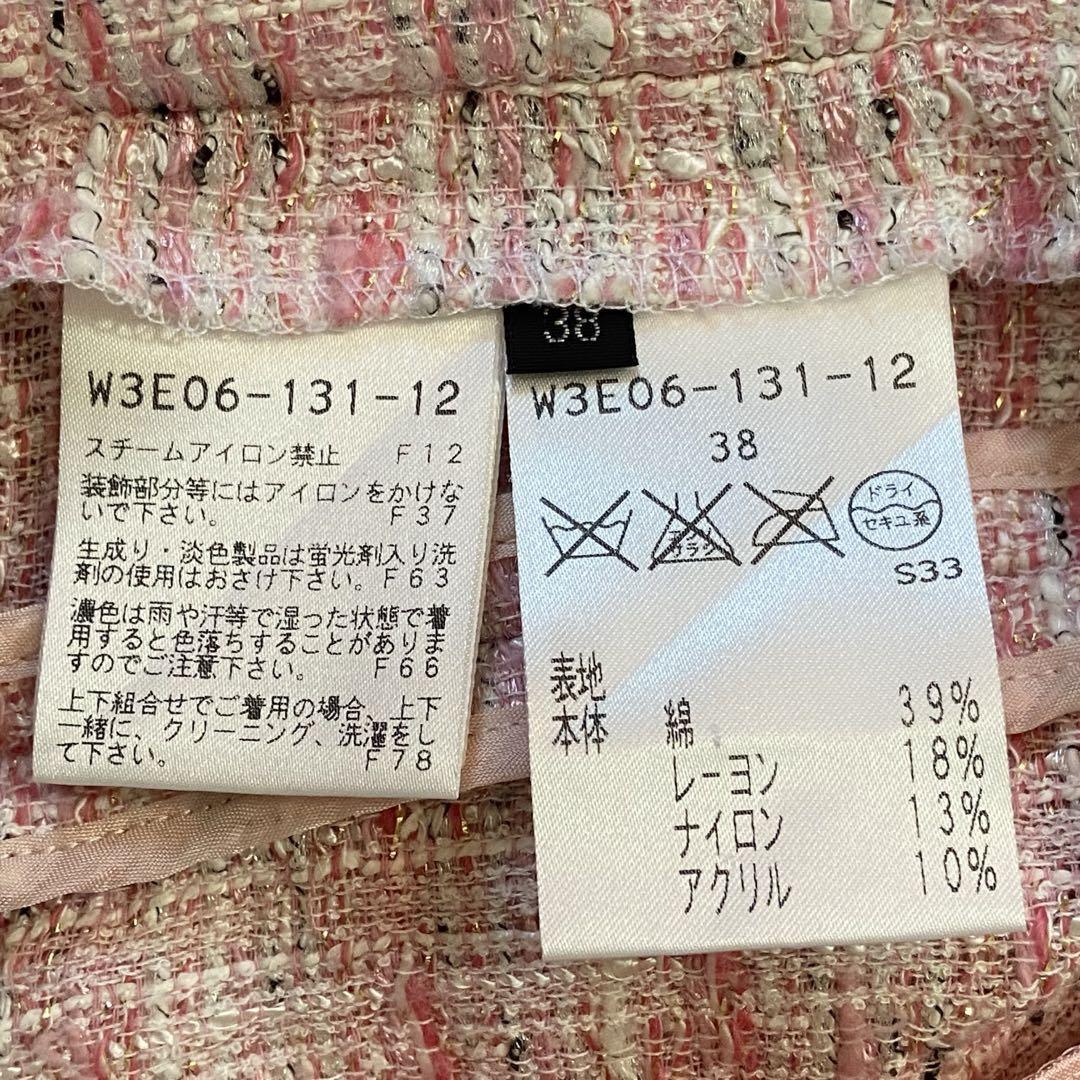 W3E06-131-12
スチームアイロン禁止 F12
装飾部分等にはアイロンをかけな
いで下さい。 F37
生成り・淡色製品は蛍光剤入り洗
剤の使用はおさけ下さい。F63
濃色は雨や汗等で湿った状態で着
用すると色落ちすることがありま
すのでご注意下さい。 F66
上下組合せでご着用の場合、上下
一緒に、クリーニング、洗濯をし
て下さい。 F78
38
W3E06-131-12
38
エンソ
サラシ
ドライ
セキユ系
S33
表地
本体 綿 39%
レーヨン 18%
ナイロン 13%
アクリル 10%